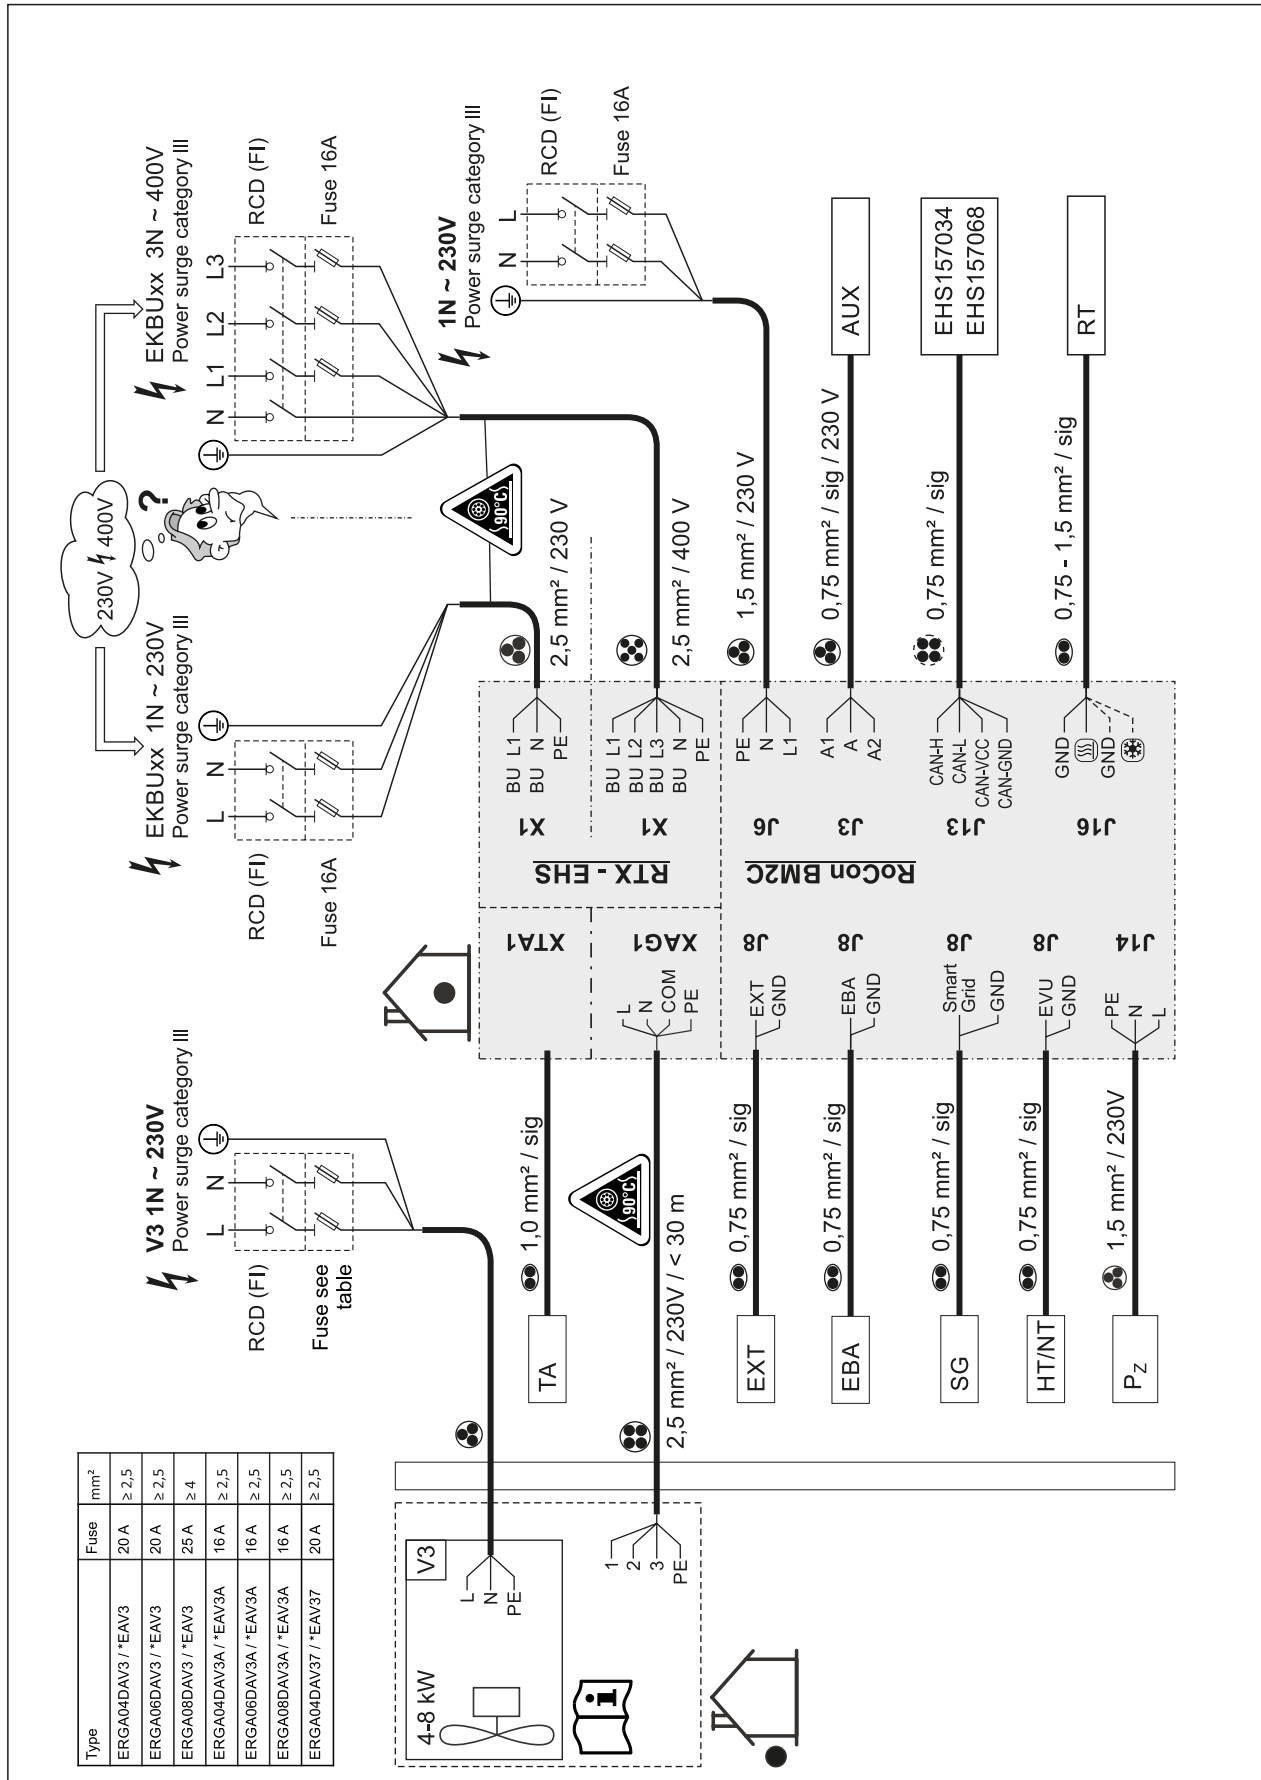 Type	Fuse	mm²
ERGA04DAV3 / *EAV3	20 A	≥ 2,5
ERGA06DAV3 / *EAV3	20 A	≥ 2,5
ERGA08DAV3 / *EAV3	25 A	≥ 4
ERGA04DAV3A / *EAV3A	16 A	≥ 2,5
ERGA06DAV3A / *EAV3A	16 A	≥ 2,5
ERGA08DAV3A / *EAV3A	16 A	≥ 2,5
ERGA04DAV37 / *EAV37	20 A	≥ 2,5
V3 1N ~ 230V
Power surge category III
L N
RCD (FI)
Fuse see
table
230V 400V
?
EKBUxx 1N ~ 230V
Power surge category III
L N
RCD (FI)
Fuse 16A
EKBUxx 3N ~ 400V
Power surge category III
N L1 L2 L3
RCD (FI)
Fuse 16A
1N ~ 230V
Power surge category III
N L
RCD (FI)
Fuse 16A
90°C
2,5 mm² / 230 V
2,5 mm² / 400 V
1,5 mm² / 230 V
0,75 mm² / sig / 230 V
AUX
0,75 mm² / sig
EHS157034
EHS157068
0,75 - 1,5 mm² / sig
RT
RTX - EHS
X1
BU L1
BU N
PE
X1
BU L1
BU L2
BU L3
BU N
PE
RoCon BM2C
J6
PE
N
L1
J3
A1
A
A2
J13
CAN-H
CAN-L
CAN-VCC
CAN-GND
J16
GND
GND
XTA1
XAG1
L
N
COM
PE
J8
EXT
GND
J8
EBA
GND
J8
Smart
Grid
GND
J8
EVU
GND
J14
PE
N
L
TA
1,0 mm² / sig
90°C
2,5 mm² / 230V / < 30 m
EXT
0,75 mm² / sig
EBA
0,75 mm² / sig
SG
0,75 mm² / sig
HT/NT
0,75 mm² / sig
PZ
1,5 mm² / 230V
4-8 kW
V3
L
N
PE
i
1
2
3
PE